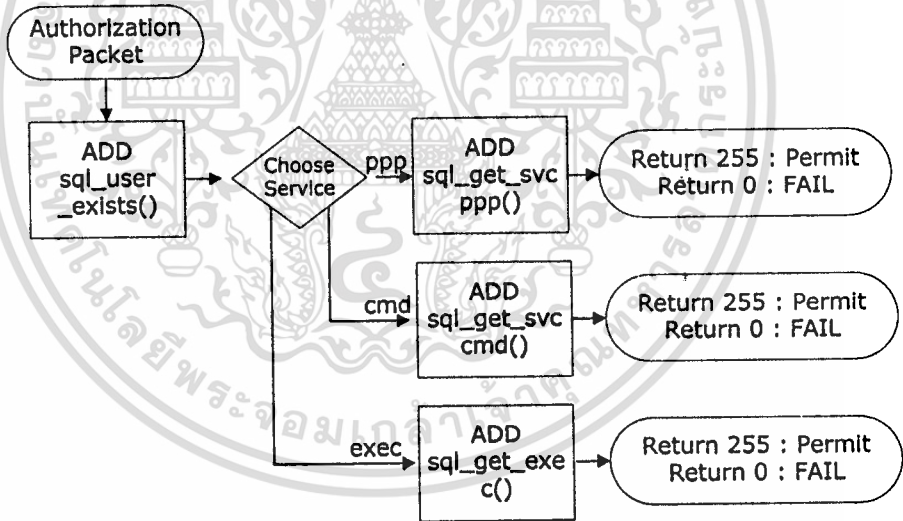 Authorization
Packet
ADD
sql_user
_exists()
Choose
Service
ppp
ADD
sql_get_svc
ppp()
Return 255 : Permit
Return 0 : FAIL
cmd
ADD
sql_get_svc
cmd()
Return 255 : Permit
Return 0 : FAIL
exec
ADD
sql_get_exe
c()
Return 255 : Permit
Return 0 : FAIL